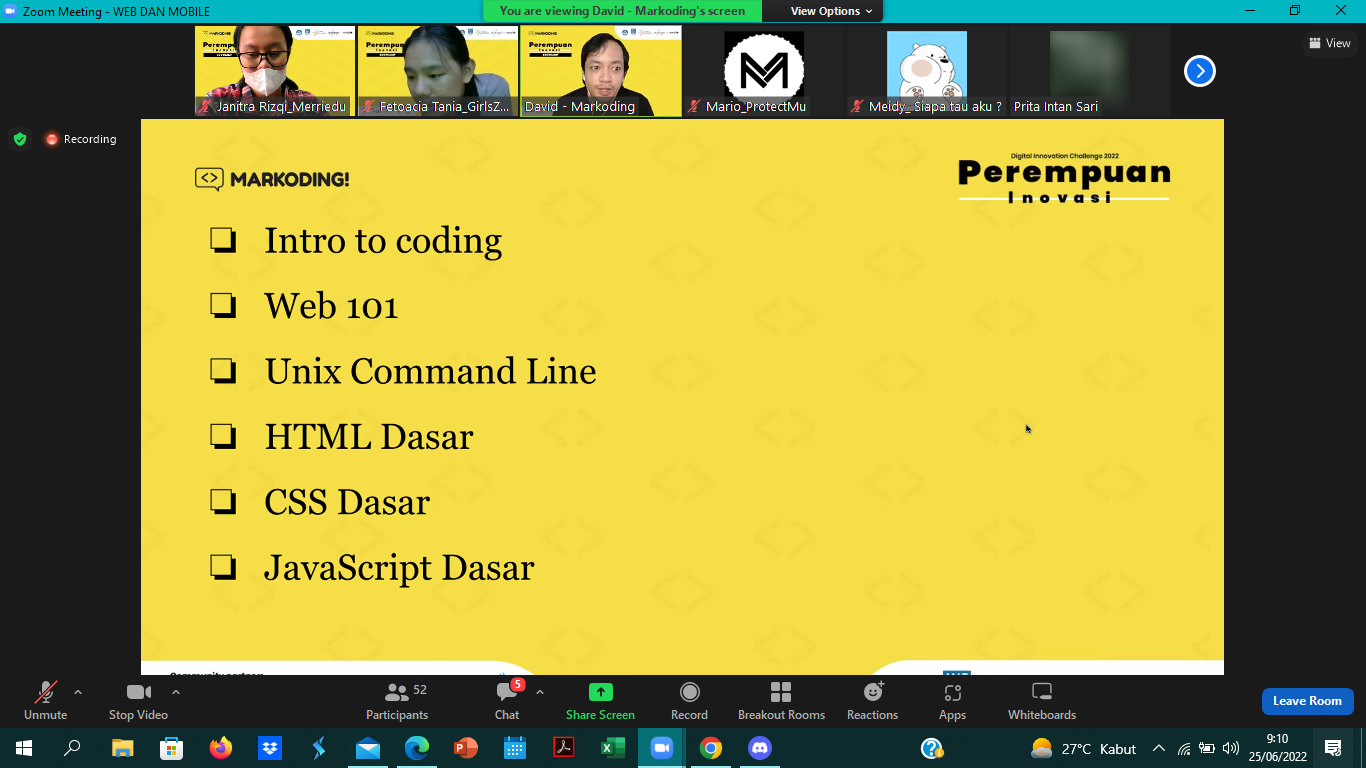 Zoom Meeting - WEB DAN MOBILE
You are viewing David - Markoding's screen
View Options
Janitra Rizqi_Merriedu
Fetoacia Tania_GirlsZ...
David - Markoding
Mario_ProtectMu
Meidy_ Siapa tau aku ?
Prita Intan Sari
View
Recording
MARKODING!
Digital Innovation Challenge 2022
Perempuan
Inovasi
Intro to coding
Web 101
Unix Command Line
HTML Dasar
CSS Dasar
JavaScript Dasar
Unmute
Stop Video
Participants
52
Chat
5
Share Screen
Record
Breakout Rooms
Reactions
Apps
Whiteboards
Leave Room
27°C Kabut
9:10
25/06/2022